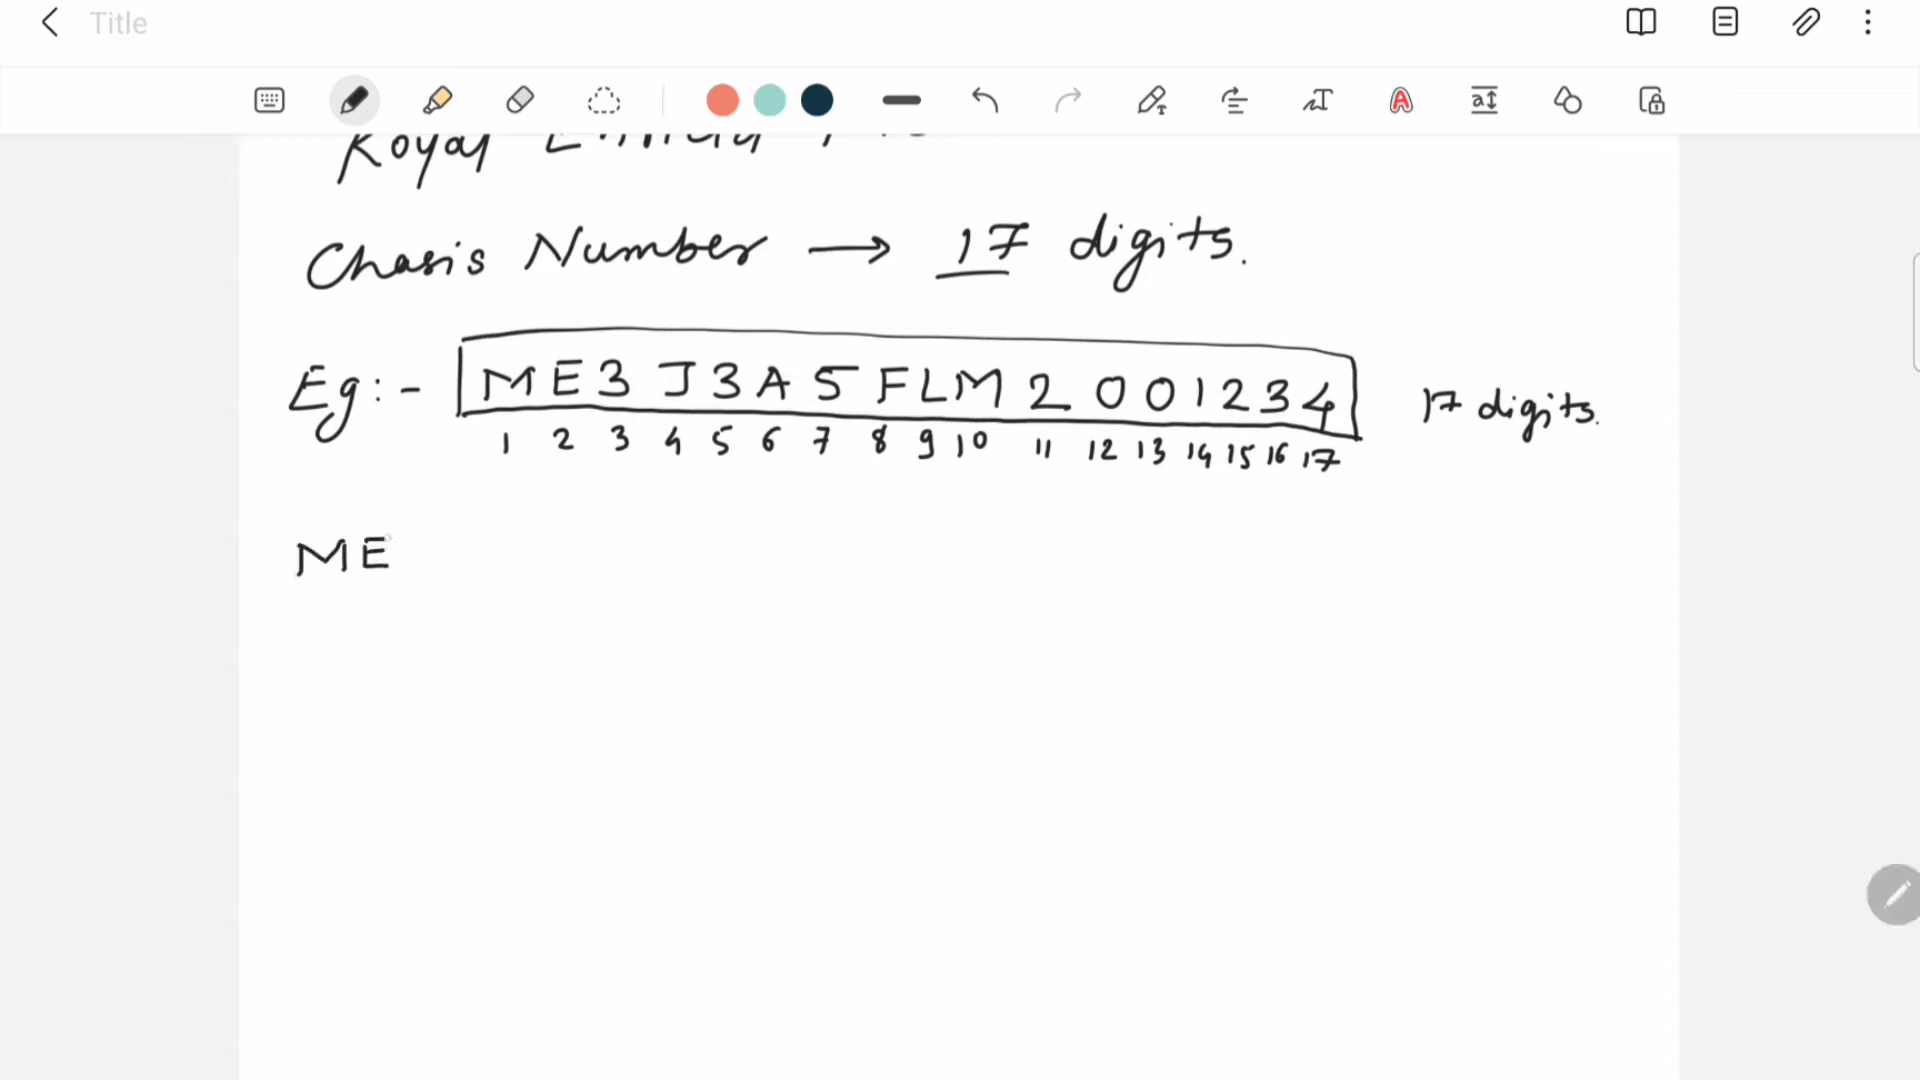 Title
Royal
Chasis Number → 17 digits.
Eg:- ME3J3A5FLM2001234 17 digits.
1 2 3 4 5 6 7 8 9 10 11 12 13 14 15 16 17
ME